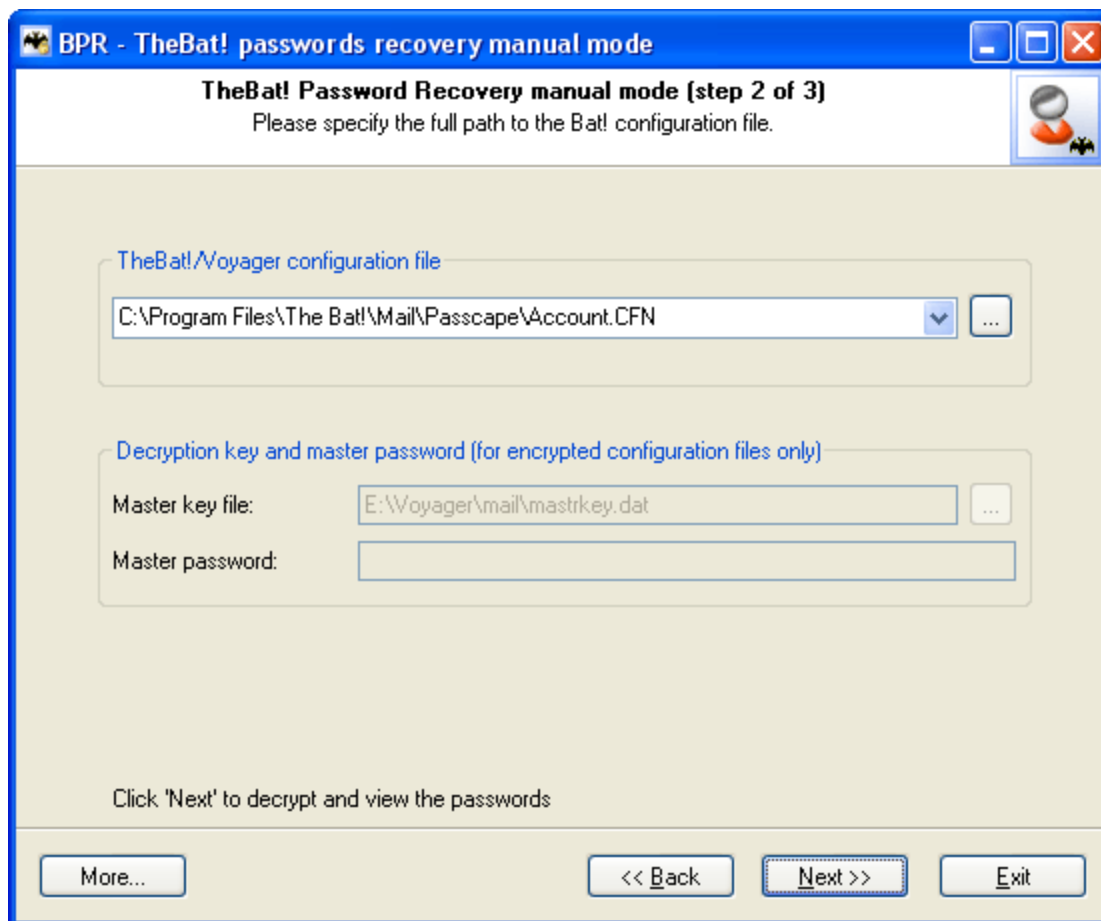 BPR - TheBat! passwords recovery manual mode
TheBat! Password Recovery manual mode (step 2 of 3)
Please specify the full path to the Bat! configuration file.
TheBat!/Voyager configuration file
C:\Program Files\The Bat!\Mail\Passcape\Account.CFN
...
Decryption key and master password (for encrypted configuration files only)
Master key file:
E:\Voyager\mail\mastrkey.dat
...
Master password:
Click 'Next' to decrypt and view the passwords
More...
<< Back
Next >>
Exit